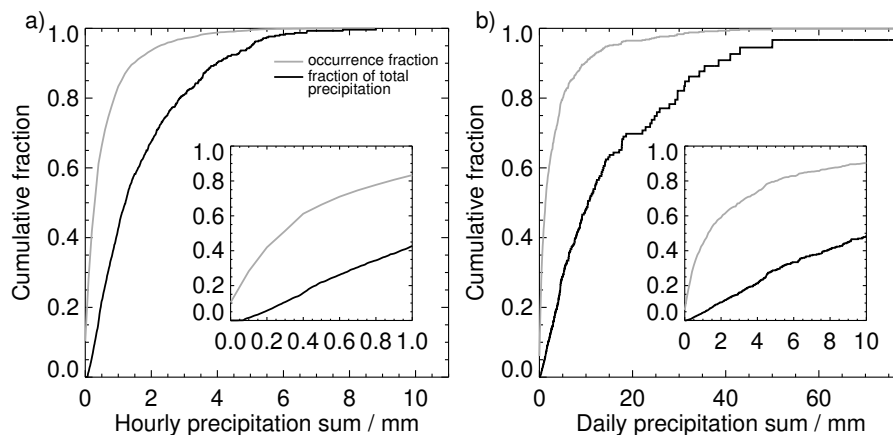 a)
1.0
0.8
0.6
0.4
0.2
0.0
Cumulative fraction
occurrence fraction
fraction of total
precipitation
1.0
0.8
0.6
0.4
0.2
0.0
0.0 0.2 0.4 0.6 0.8 1.0
0 2 4 6 8 10
Hourly precipitation sum / mm
b)
1.0
0.8
0.6
0.4
0.2
0.0
Cumulative fraction
1.0
0.8
0.6
0.4
0.2
0.0
0 2 4 6 8 10
0 20 40 60
Daily precipitation sum / mm